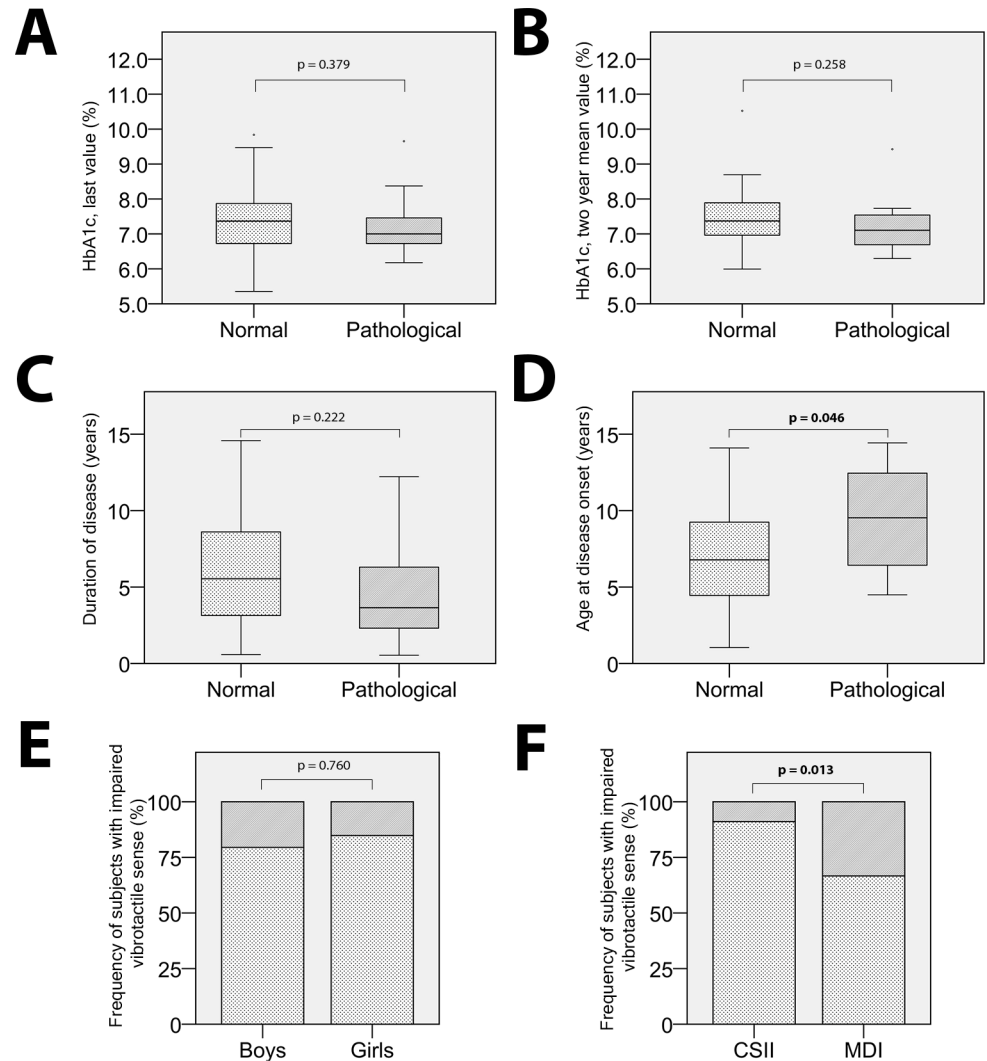 A
HbA1c, last value (%)
12.0
11.0
10.0
9.0
8.0
7.0
6.0
5.0
p = 0.379
Normal
Pathological
B
HbA1c, two year mean value (%)
12.0
11.0
10.0
9.0
8.0
7.0
6.0
5.0
p = 0.258
Normal
Pathological
C
Duration of disease (years)
15
10
5
0
p = 0.222
Normal
Pathological
D
Age at disease onset (years)
15
10
5
0
p = 0.046
Normal
Pathological
E
Frequency of subjects with impaired
vibrotactile sense (%)
100
75
50
25
0
p = 0.760
Boys
Girls
F
Frequency of subjects with impaired
vibrotactile sense (%)
100
75
50
25
0
p = 0.013
CSII
MDI